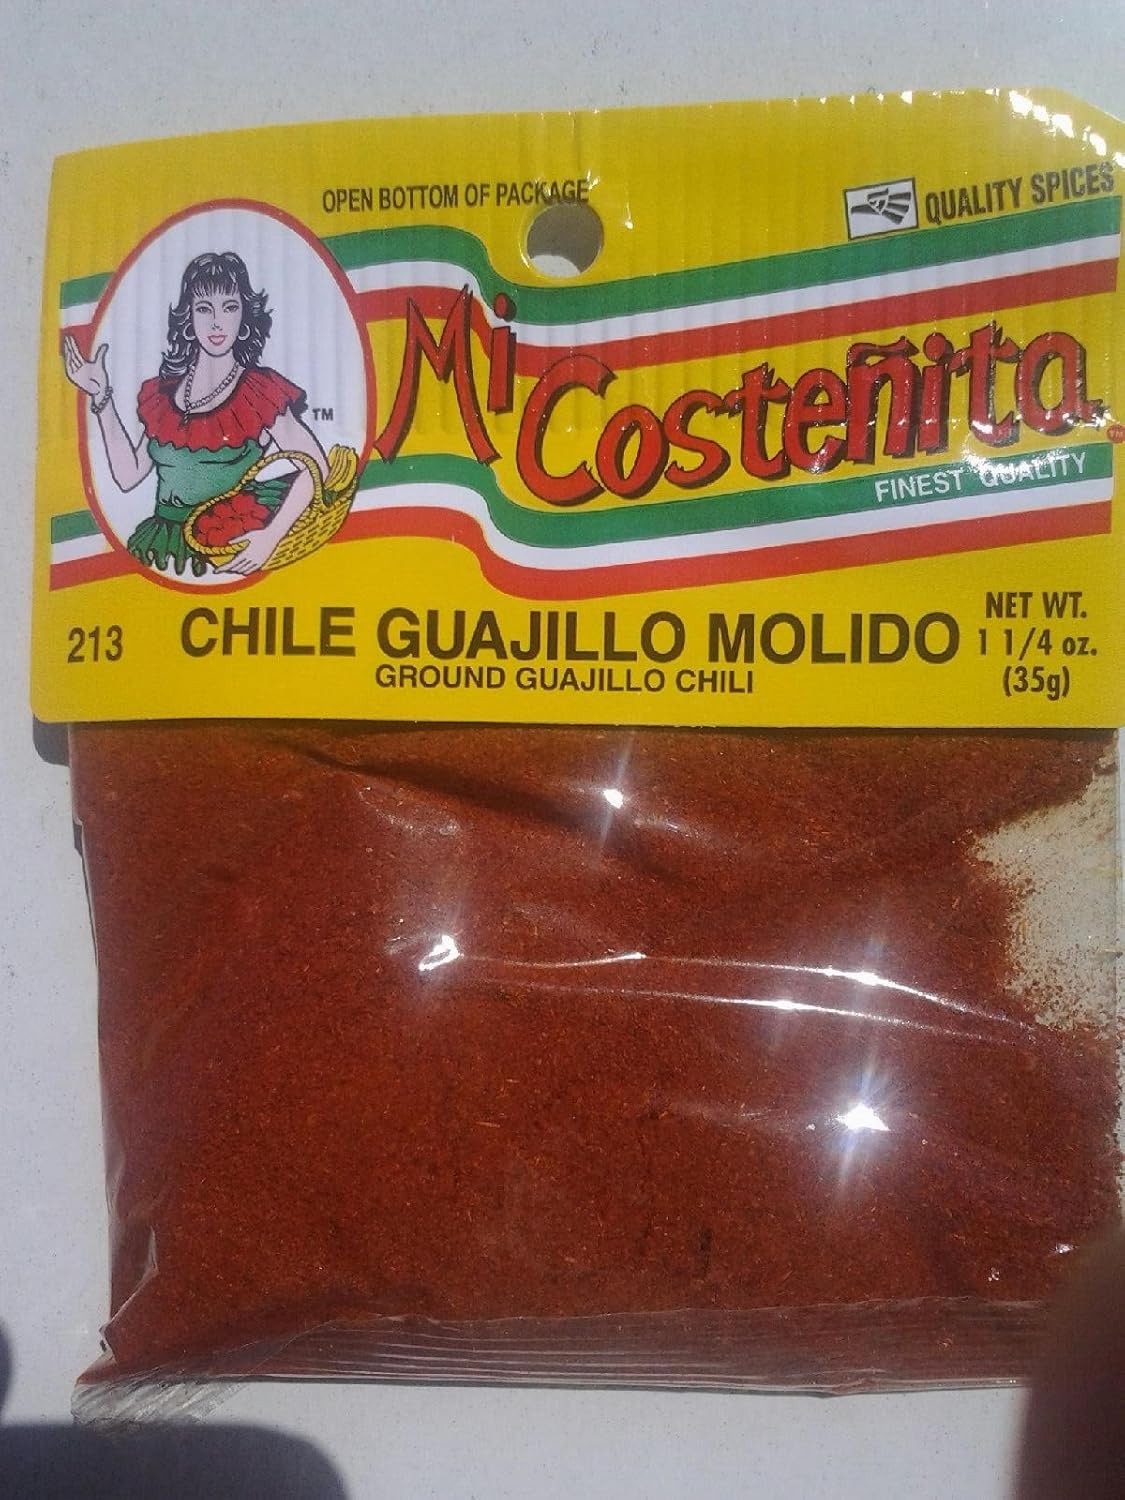 OPEN BOTTOM OF PACKAGE
QUALITY SPICES
Mi
Costeñita
TM
TM
FINEST QUALITY
213
CHILE GUAJILLO MOLIDO
GROUND GUAJILLO CHILI
NET WT.
1 1/4 oz.
(35g)